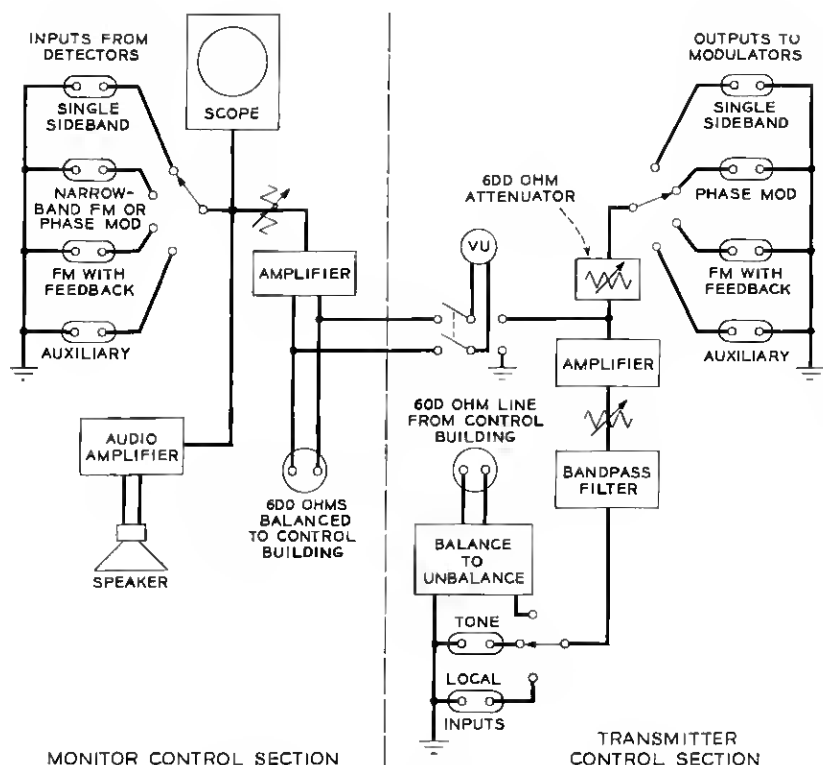 INPUTS FROM
DETECTORS
SINGLE
SIDEBAND
NARROW-
BAND FM OR
PHASE MOD
FM WITH
FEEDBACK
AUXILIARY
SCOPE
AMPLIFIER
AUDIO
AMPLIFIER
SPEAKER
6D0 OHMS
BALANCED
TO CONTROL
BUILDING
MONITOR CONTROL SECTION
VU
OUTPUTS TO
MODULATORS
SINGLE
SIDEBAND
PHASE MOD
FM WITH
FEEDBACK
AUXILIARY
6DD OHM
ATTENUATOR
AMPLIFIER
BANDPASS
FILTER
60D OHM LINE
FROM CONTROL
BUILDING
BALANCE
TO
UNBALANCE
TONE
LOCAL
INPUTS
TRANSMITTER
CONTROL SECTION